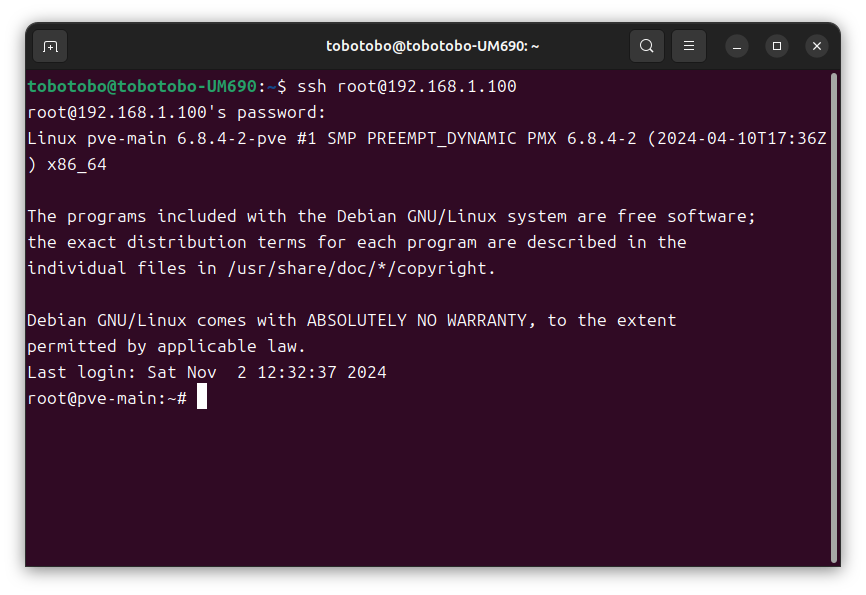 tobotobo@tobotobo-UM690: ~
tobotobo@tobotobo-UM690:~$ ssh root@192.168.1.100
root@192.168.1.100's password:
Linux pve-main 6.8.4-2-pve #1 SMP PREEMPT_DYNAMIC PMX 6.8.4-2 (2024-04-10T17:36Z
) x86_64
The programs included with the Debian GNU/Linux system are free software;
the exact distribution terms for each program are described in the
individual files in /usr/share/doc/*/copyright.
Debian GNU/Linux comes with ABSOLUTELY NO WARRANTY, to the extent
permitted by applicable law.
Last login: Sat Nov  2 12:32:37 2024
root@pve-main:~#